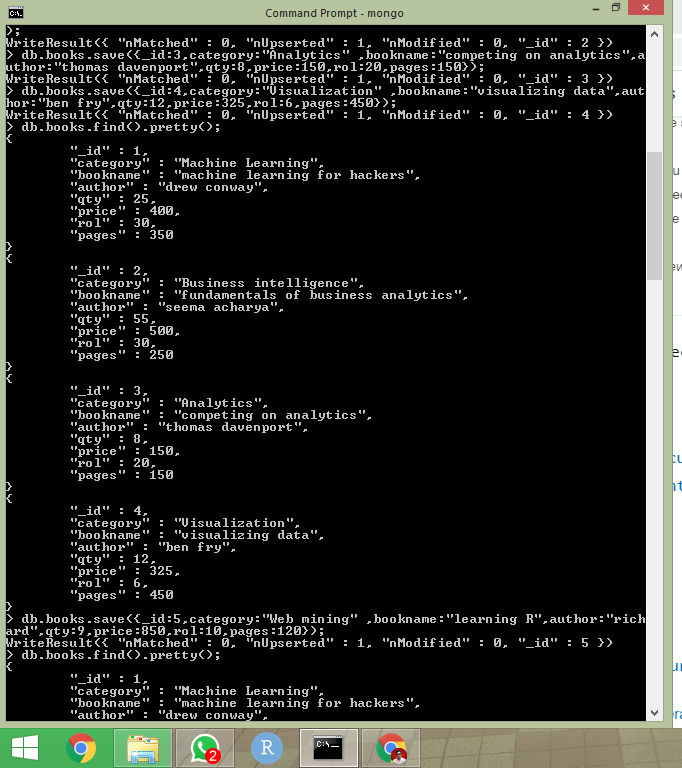 Command Prompt - mongo
);
WriteResult({ "nMatched" : 0, "nUpserted" : 1, "nModified" : 0, "_id" : 2 })
> db.books.save({_id:3,category:"Analytics" ,bookname:"competing on analytics",a
uthor:"thomas davenport",qty:8,price:150,rol:20,pages:150});
WriteResult({ "nMatched" : 0, "nUpserted" : 1, "nModified" : 0, "_id" : 3 })
> db.books.save({_id:4,category:"Visualization" ,bookname:"visualizing data",aut
hor:"ben fry",qty:12,price:325,rol:6,pages:450});
WriteResult({ "nMatched" : 0, "nUpserted" : 1, "nModified" : 0, "_id" : 4 })
> db.books.find().pretty();
{
"_id" : 1,
"category" : "Machine Learning",
"bookname" : "machine learning for hackers",
"author" : "drew conway",
"qty" : 25,
"price" : 400,
"rol" : 30,
"pages" : 350
}
{
"_id" : 2,
"category" : "Business intelligence",
"bookname" : "fundamentals of business analytics",
"author" : "seema acharya",
"qty" : 55,
"price" : 500,
"rol" : 30,
"pages" : 250
}
{
"_id" : 3,
"category" : "Analytics",
"bookname" : "competing on analytics",
"author" : "thomas davenport",
"qty" : 8,
"price" : 150,
"rol" : 20,
"pages" : 150
}
{
"_id" : 4,
"category" : "Visualization",
"bookname" : "visualizing data",
"author" : "ben fry",
"qty" : 12,
"price" : 325,
"rol" : 6,
"pages" : 450
}
> db.books.save({_id:5,category:"Web mining" ,bookname:"learning R",author:"rich
ard",qty:9,price:850,rol:10,pages:120});
WriteResult({ "nMatched" : 0, "nUpserted" : 1, "nModified" : 0, "_id" : 5 })
> db.books.find().pretty();
{
"_id" : 1,
"category" : "Machine Learning",
"bookname" : "machine learning for hackers",
"author" : "drew conway",
2
R
C:\